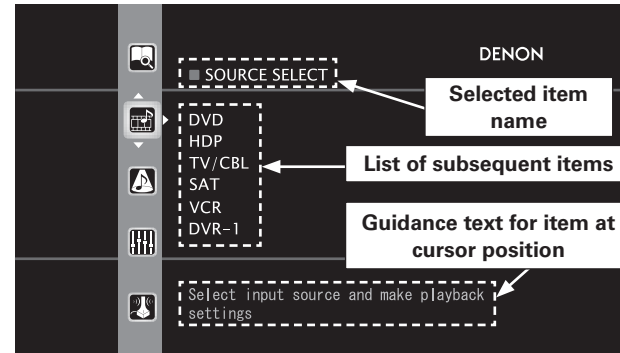 DENON
SOURCE SELECT
Selected item
name
DVD
HDP
TV/CBL
SAT
VCR
DVR-1
List of subsequent items
Guidance text for item at
cursor position
Select input source and make playback
settings